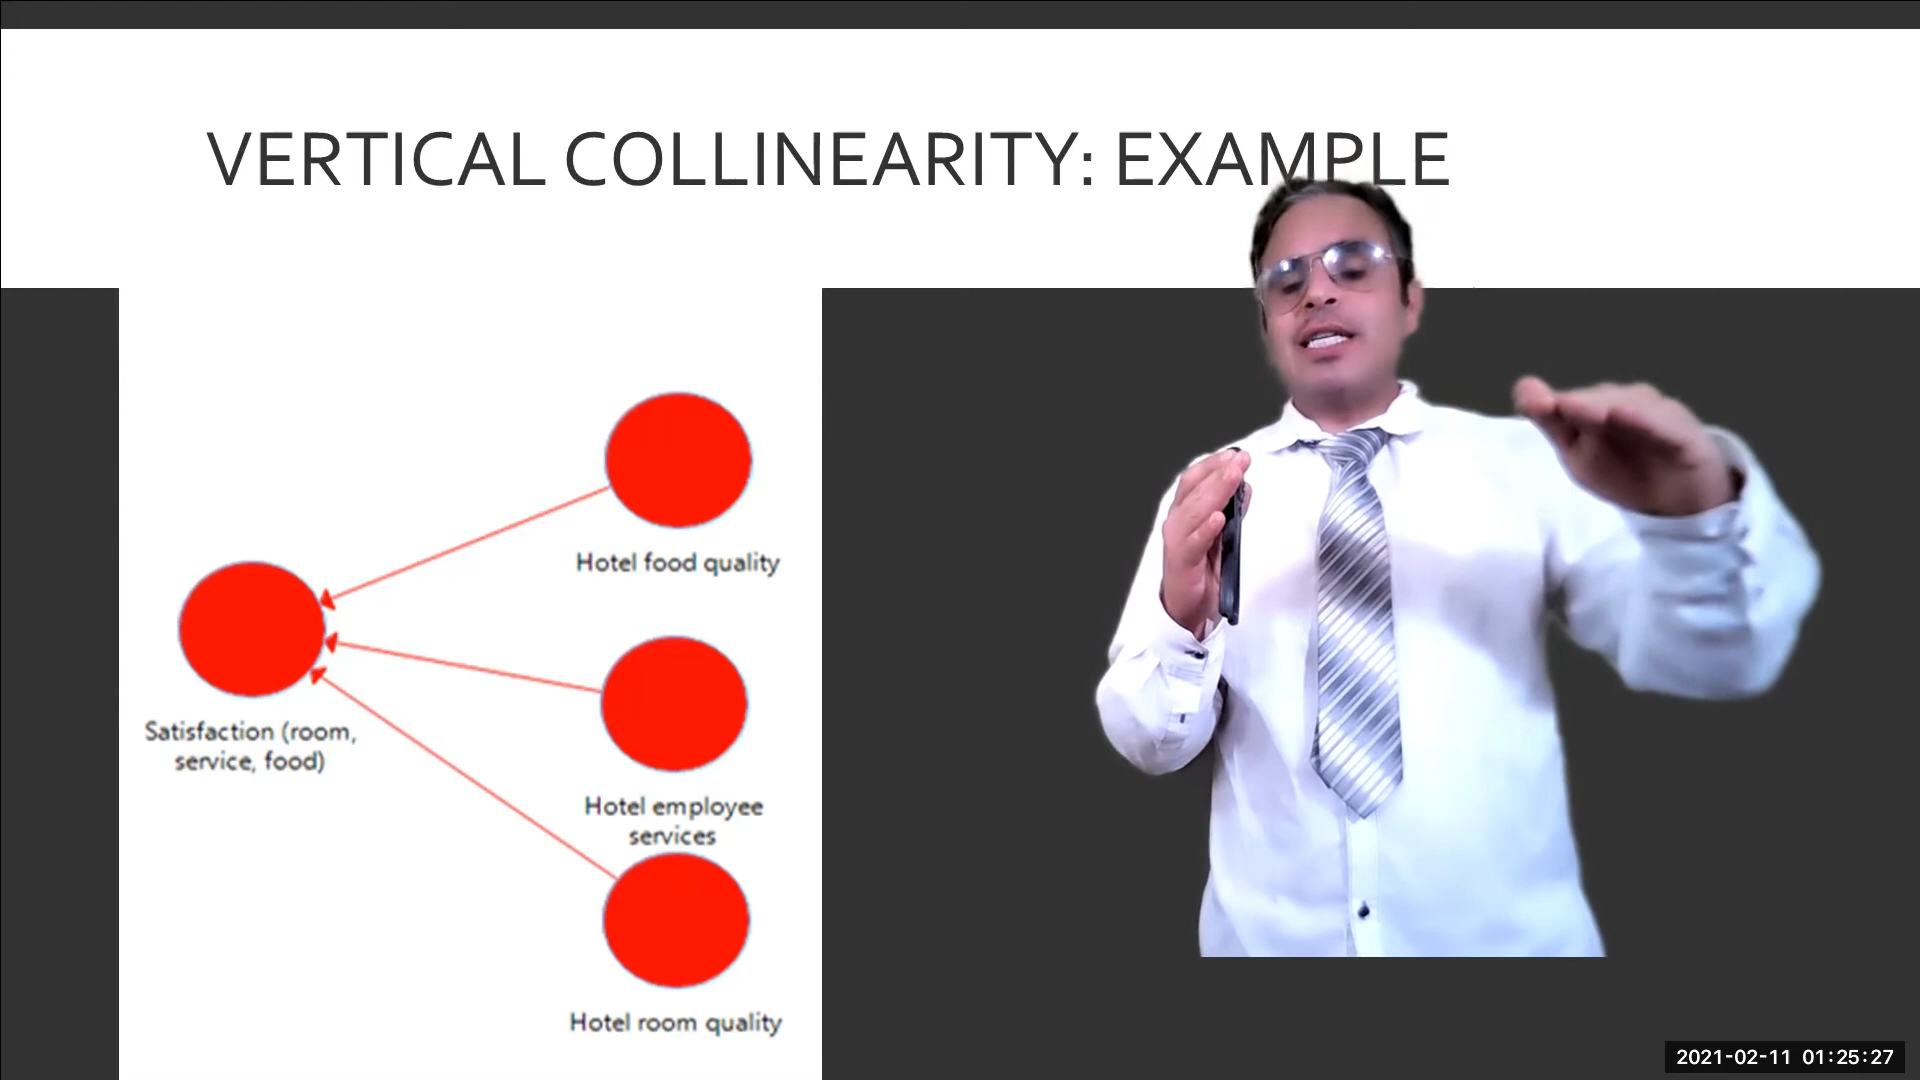 VERTICAL COLLINEARITY: EXAMPLE
Hotel food quality
Satisfaction (room,
service, food)
Hotel employee
services
Hotel room quality
2021-02-11 01:25:27